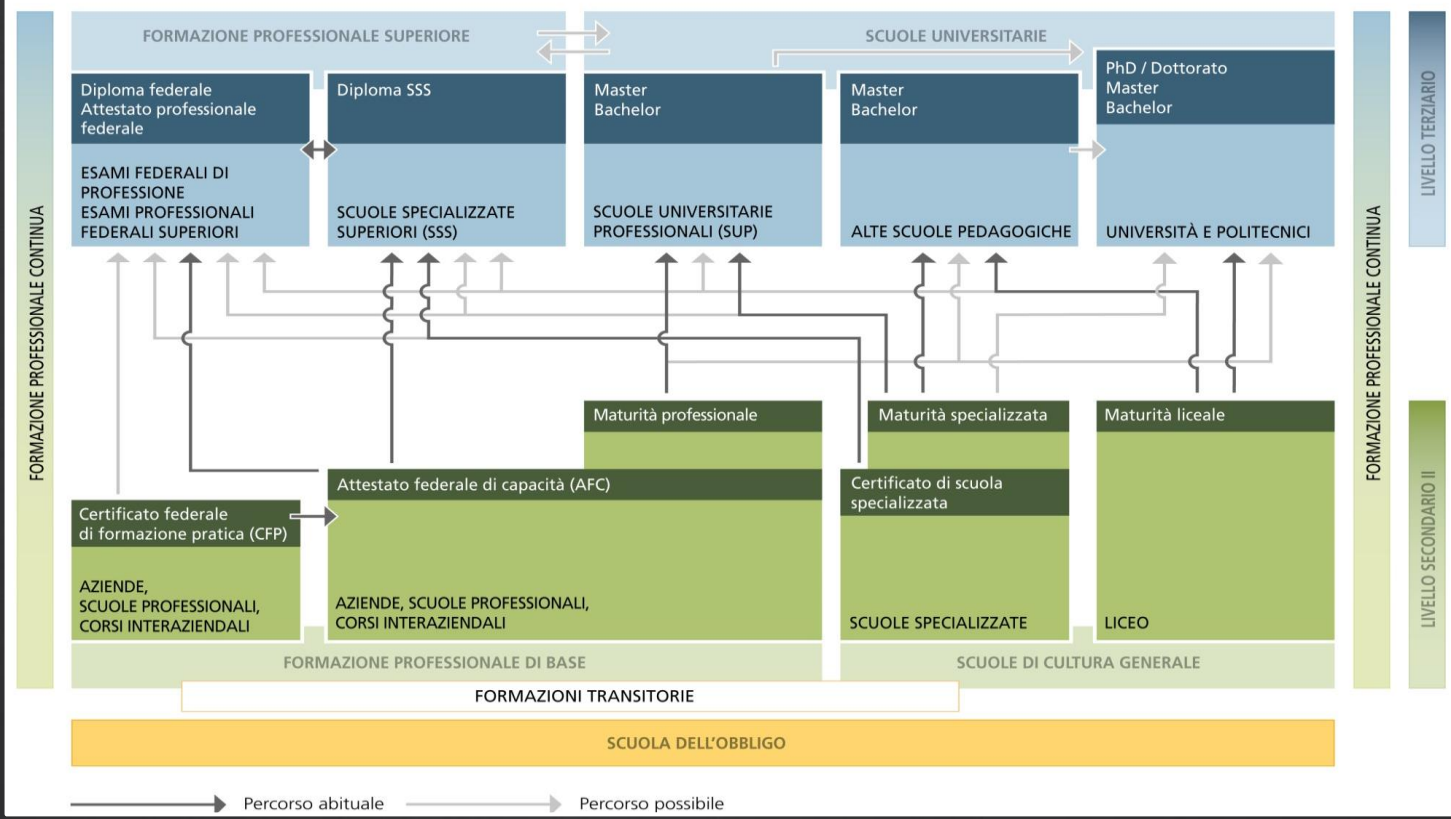 FORMAZIONE PROFESSIONALE CONTINUA
FORMAZIONE PROFESSIONALE SUPERIORE
SCUOLE UNIVERSITARIE
Diploma federale
Attestato professionale
federale
ESAMI FEDERALI DI
PROFESSIONE
ESAMI PROFESSIONALI
FEDERALI SUPERIORI
Diploma SSS
SCUOLE SPECIALIZZATE
SUPERIORI (SSS)
Master
Bachelor
SCUOLE UNIVERSITARIE
PROFESSIONALI (SUP)
Master
Bachelor
ALTE SCUOLE PEDAGOGICHE
PhD / Dottorato
Master
Bachelor
UNIVERSITÀ E POLITECNICI
FORMAZIONE PROFESSIONALE CONTINUA
LIVELLO TERZIARIO
Maturità professionale
Maturità specializzata
Maturità liceale
Attestato federale di capacità (AFC)
Certificato di scuola
specializzata
Certificato federale
di formazione pratica (CFP)
AZIENDE,
SCUOLE PROFESSIONALI,
CORSI INTERAZIENDALI
AZIENDE, SCUOLE PROFESSIONALI,
CORSI INTERAZIENDALI
SCUOLE SPECIALIZZATE
LICEO
LIVELLO SECONDARIO II
FORMAZIONE PROFESSIONALE DI BASE
SCUOLE DI CULTURA GENERALE
FORMAZIONI TRANSITORIE
SCUOLA DELL'OBBLIGO
Percorso abituale
Percorso possibile